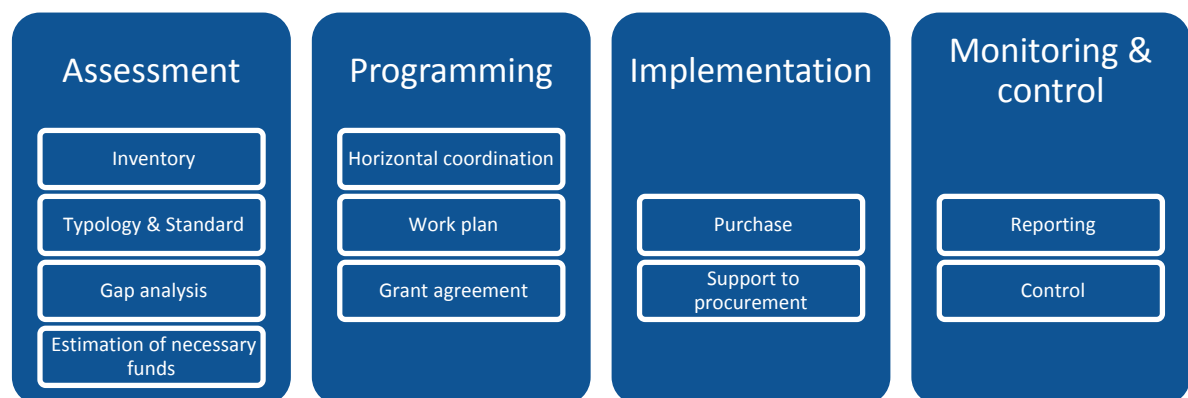 Assessment
Inventory
Typology & Standard
Gap analysis
Estimation of necessary
funds
Programming
Horizontal coordination
Work plan
Grant agreement
Implementation
Purchase
Support to
procurement
Monitoring &
control
Reporting
Control